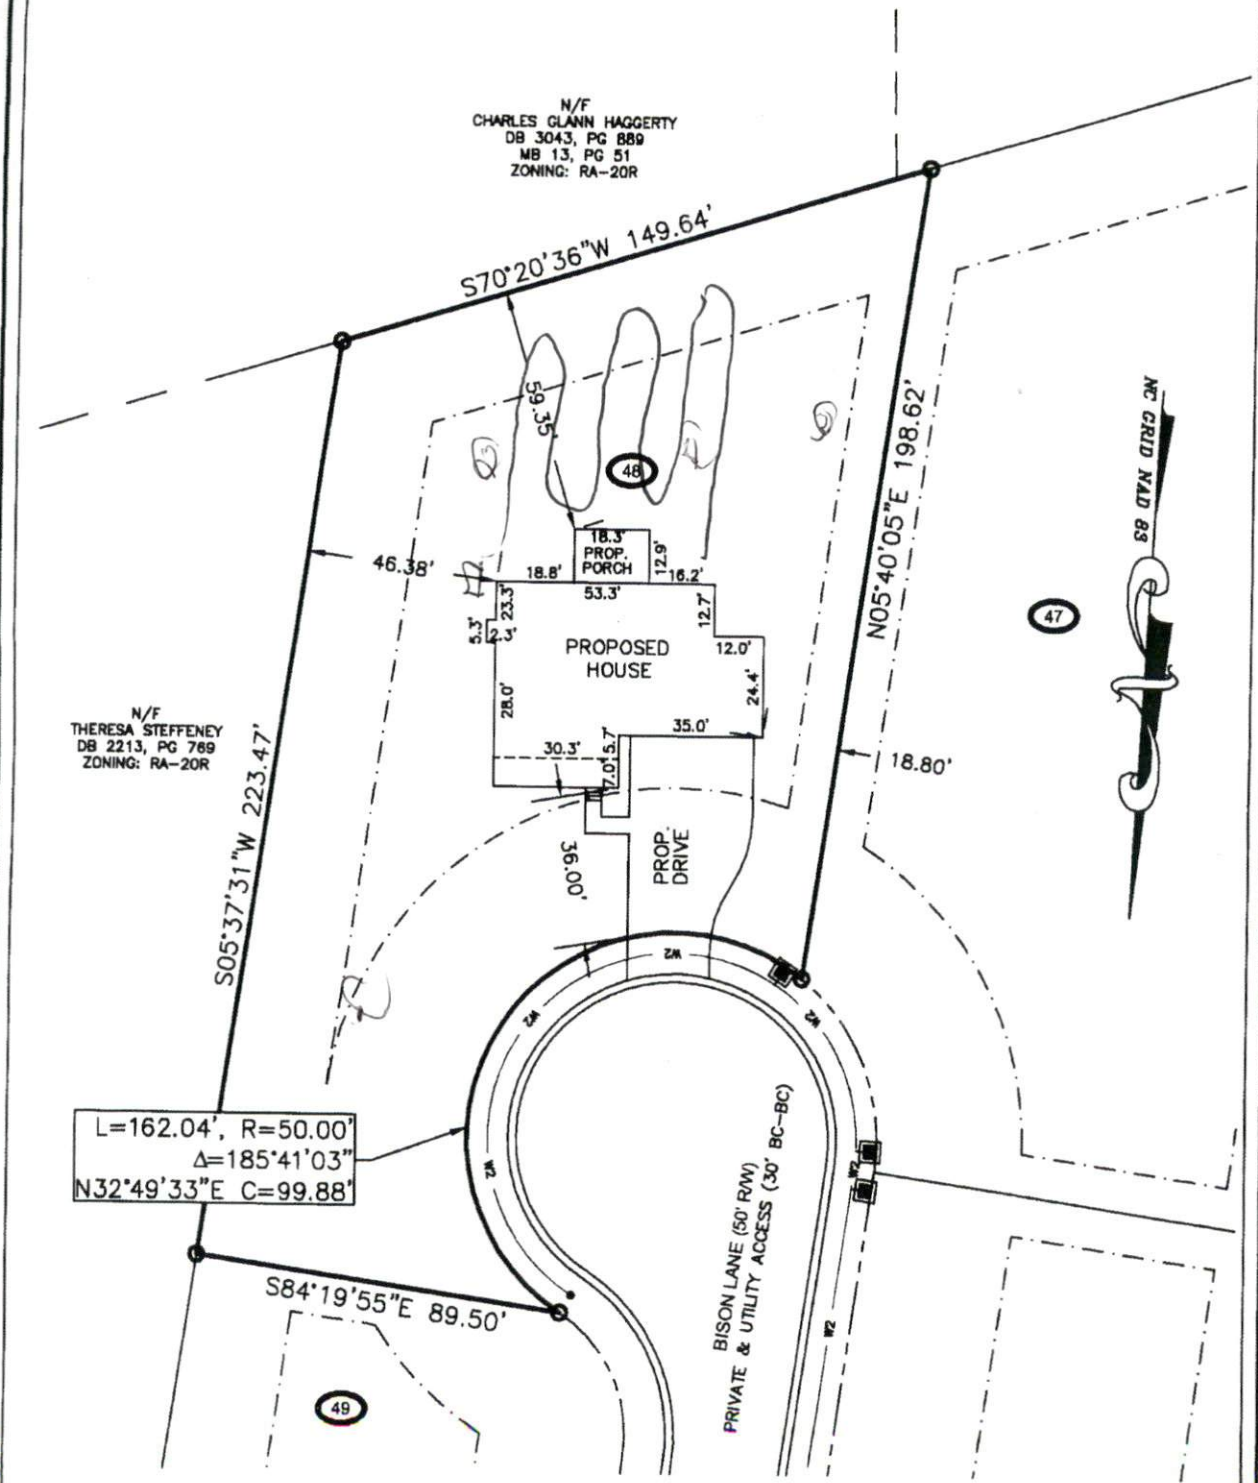 N/F
CHARLES GLANN HAGGERTY
DB 3043, PG 889
MB 13, PG 51
ZONING: RA-20R
S70°20'36"W 149.64'
59.35'
48
N05°40'05"E 198.62'
NC GRID NAD 83
47
46.38'
18.3'
PROP.
PORCH
12.9'
18.8'
16.2'
53.3'
23.3'
5.3'
2.3'
12.7'
12.0'
PROPOSED
HOUSE
28.0'
24.4'
35.0'
30.3'
5.7'
7.0'
18.80'
N/F
THERESA STEFFENEY
DB 2213, PG 769
ZONING: RA-20R
S05°37'31"W 223.47'
36.00'
PROP.
DRIVE
W2
W2
W2
W2
W2
W2
L=162.04', R=50.00'
Δ=185°41'03"
N32°49'33"E C=99.88'
BISON LANE (50' R/W)
PRIVATE & UTILITY ACCESS (30' BC-BC)
S84°19'55"E 89.50'
49